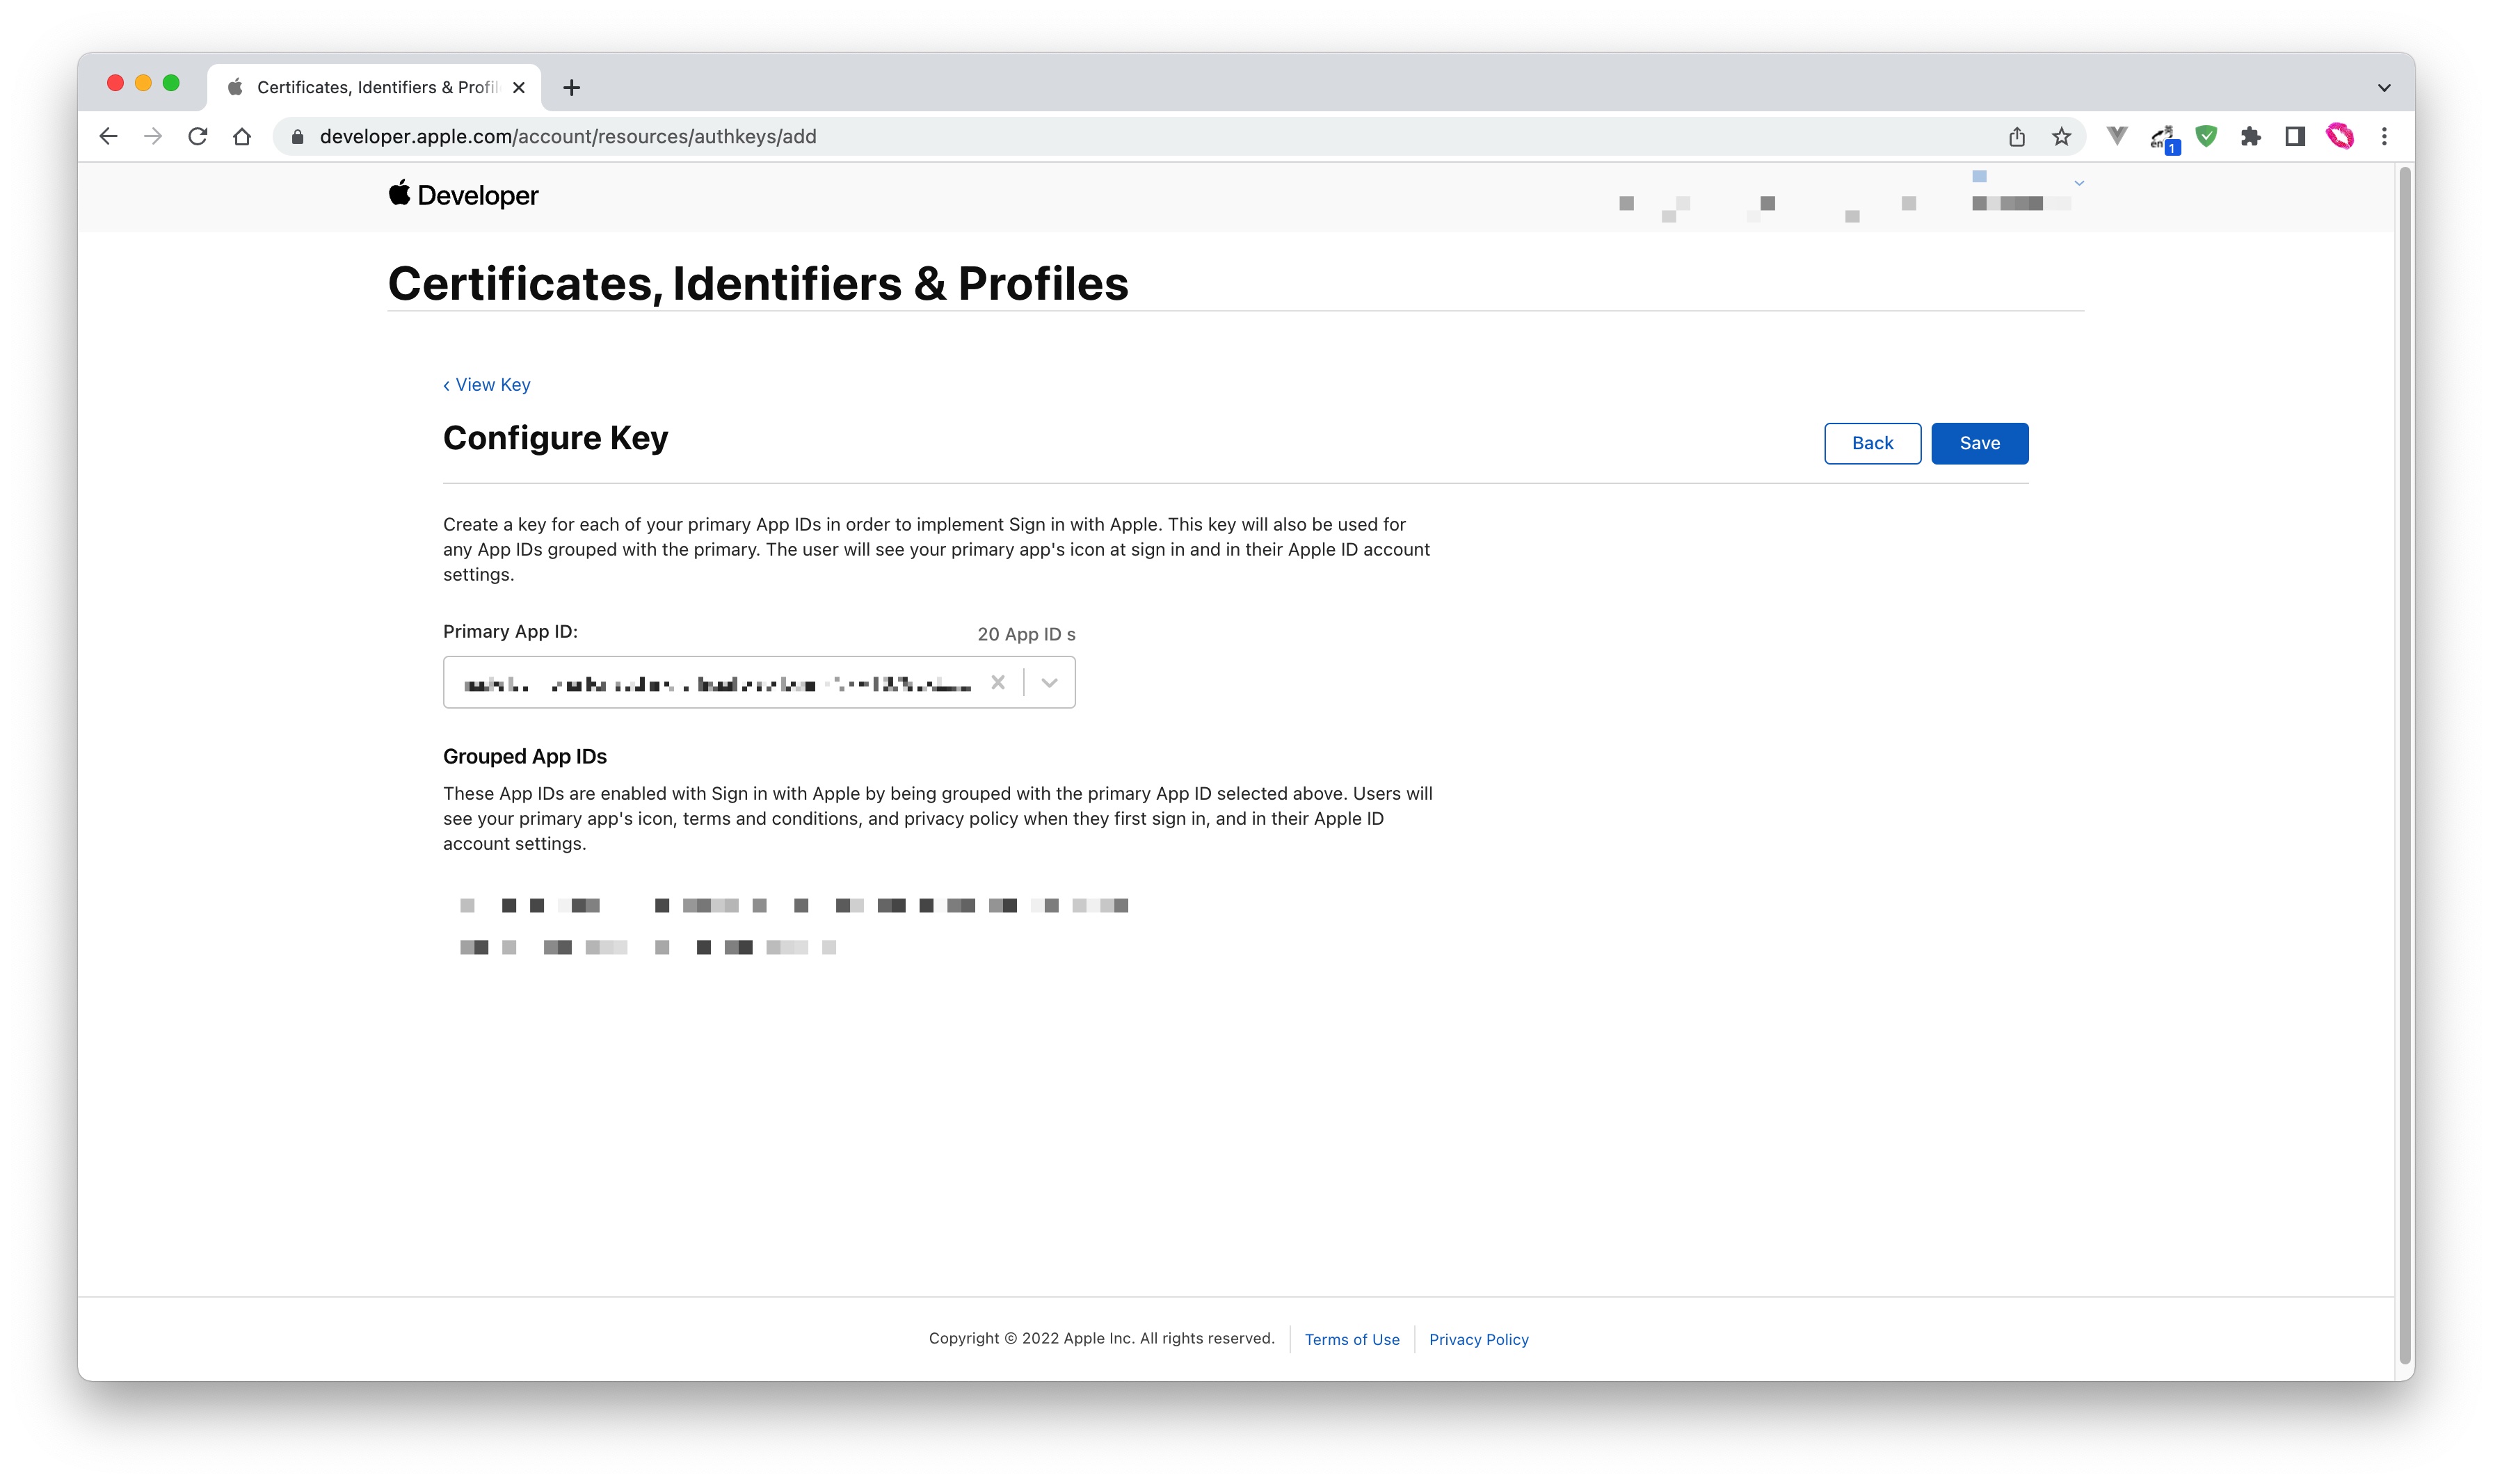 Certificates, Identifiers & Profil
developer.apple.com/account/resources/authkeys/add
en
1
Developer
Certificates, Identifiers & Profiles
‹ View Key
Configure Key
Back
Save
Create a key for each of your primary App IDs in order to implement Sign in with Apple. This key will also be used for
any App IDs grouped with the primary. The user will see your primary app's icon at sign in and in their Apple ID account
settings.
Primary App ID:
20 App ID s
Grouped App IDs
These App IDs are enabled with Sign in with Apple by being grouped with the primary App ID selected above. Users will
see your primary app's icon, terms and conditions, and privacy policy when they first sign in, and in their Apple ID
account settings.
Copyright © 2022 Apple Inc. All rights reserved.
Terms of Use
Privacy Policy